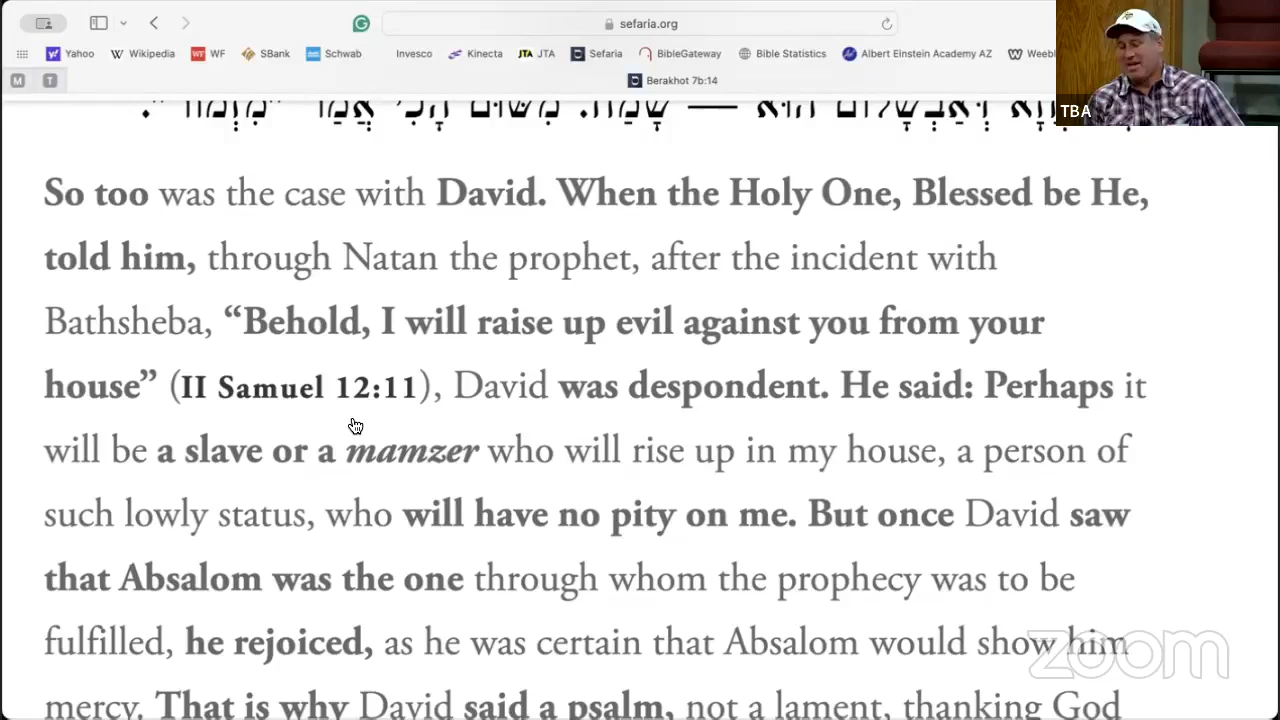 sefaria.org
Yahoo Wikipedia WF SBank Schwab Invesco Kinecta JTA JTA Sefaria BibleGateway Bible Statistics Albert Einstein Academy AZ Weebl
M T Berakhot 7b:14
TBA
דְּאַבְשָׁלוֹם הוּא — שָׂמַח. מִשּׁוּם הָכִי אֲמַר ״מִזְמוֹר״.
So too was the case with David. When the Holy One, Blessed be He,
told him, through Natan the prophet, after the incident with
Bathsheba, “Behold, I will raise up evil against you from your
house” (II Samuel 12:11), David was despondent. He said: Perhaps it
will be a slave or a mamzer who will rise up in my house, a person of
such lowly status, who will have no pity on me. But once David saw
that Absalom was the one through whom the prophecy was to be
fulfilled, he rejoiced, as he was certain that Absalom would show him
mercy. That is why David said a psalm, not a lament, thanking God
zoom